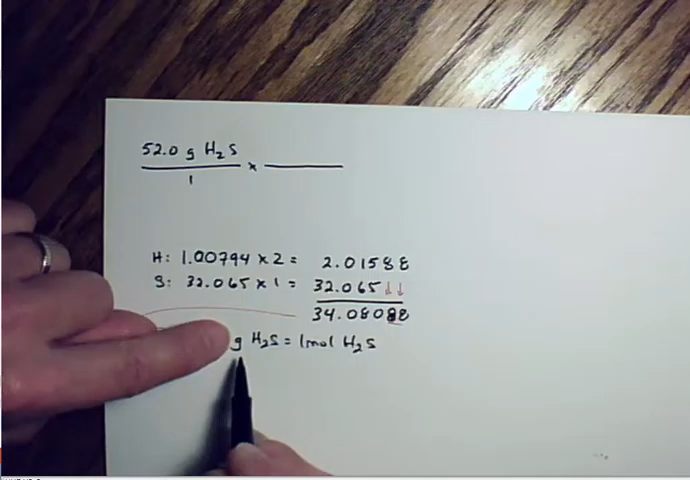 52.0 g H₂S
1 ×
H: 1.00794 × 2 = 2.01588
S: 32.065 × 1 = 32.065
34.08088
g H₂S = 1mol H₂S